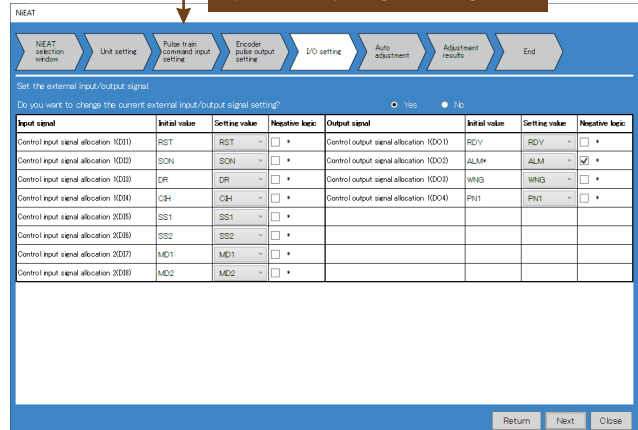 NiEAT
NiEAT selection window
Unit setting
Pulse train command input setting
Encoder pulse output setting
I/O setting
Auto adjustment
Adjustment results
End
Set the external input/output signal
Do you want to change the current external input/output signal setting? Yes No
Input signal Initial value Setting value Negative logic Output signal Initial value Setting value Negative logic
Control input signal allocation 1(DI1) RST RST * Control output signal allocation 1(DO1) RDY RDY *
Control input signal allocation 1(DI2) SON SON * Control output signal allocation 1(DO2) ALM* ALM *
Control input signal allocation 1(DI3) DR DR * Control output signal allocation 1(DO3) WNG WNG *
Control input signal allocation 1(DI4) CIH CIH * Control output signal allocation 1(DO4) PN1 PN1 *
Control input signal allocation 2(DI5) SS1 SS1 *
Control input signal allocation 2(DI6) SS2 SS2 *
Control input signal allocation 2(DI7) MD1 MD1 *
Control input signal allocation 2(DI8) MD2 MD2 *
Return Next Close